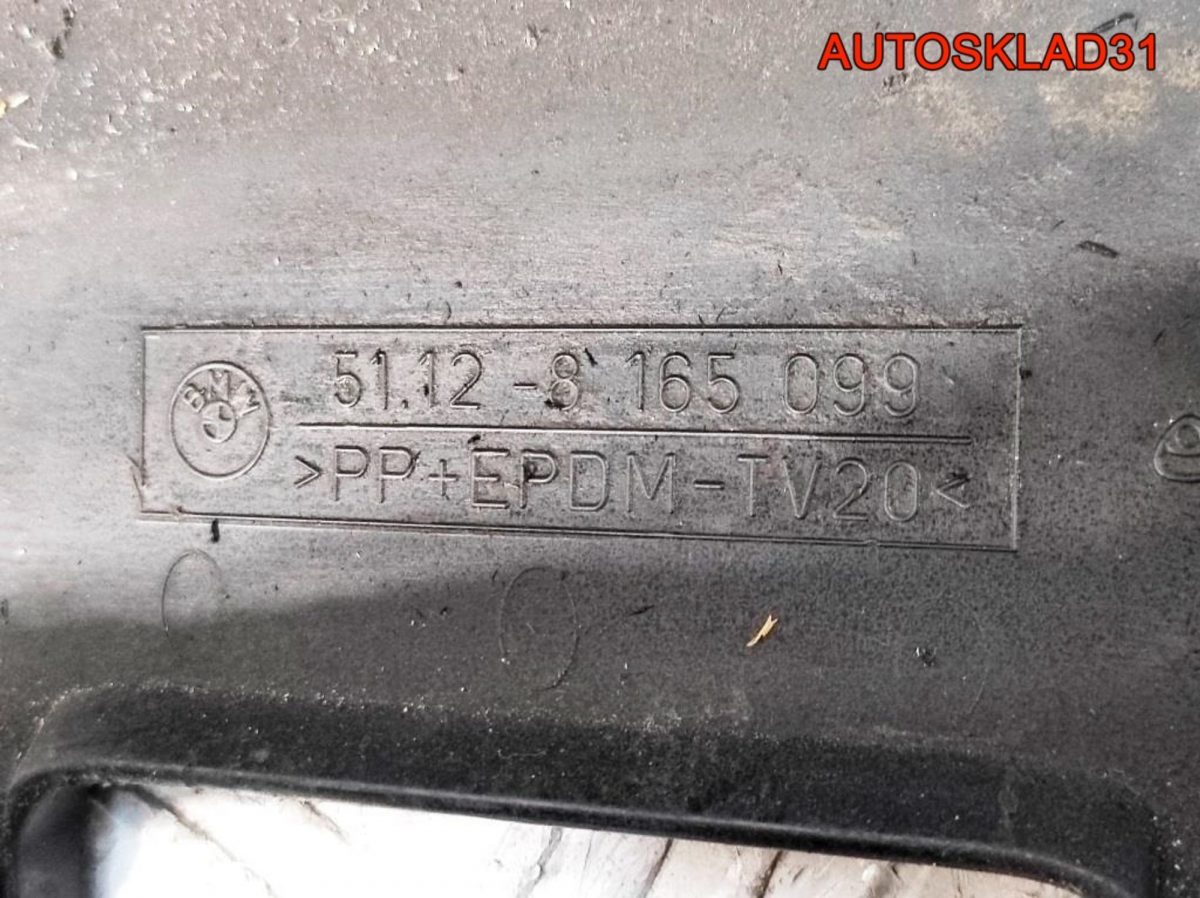 AUTOSKLAD31
BMW
51.12-8 165 099
>PP+EPDM-TV20<